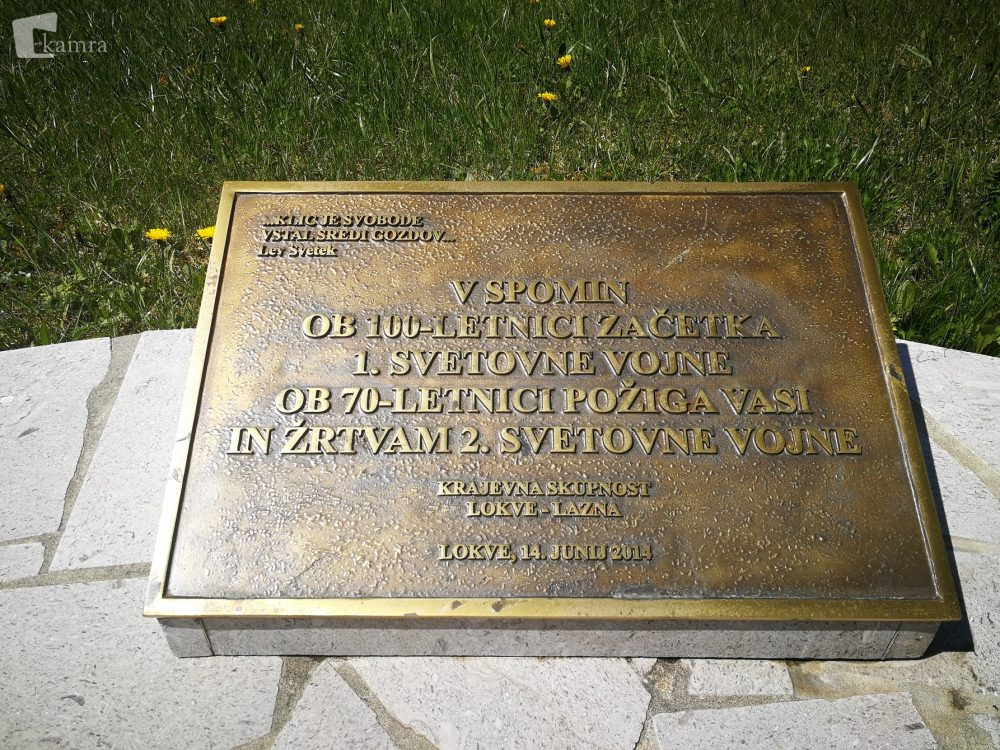 kamra
...KLIC JE SVOBODE
VSTAL SREDI GOZDOV...
Lev Svetek
V SPOMIN
OB 100-LETNICI ZAČETKA
1. SVETOVNE VOJNE
OB 70-LETNICI POŽIGA VASI
IN ŽRTVAM 2. SVETOVNE VOJNE
KRAJEVNA SKUPNOST
LOKVE - LAZNA
LOKVE, 14. JUNIJ 2014